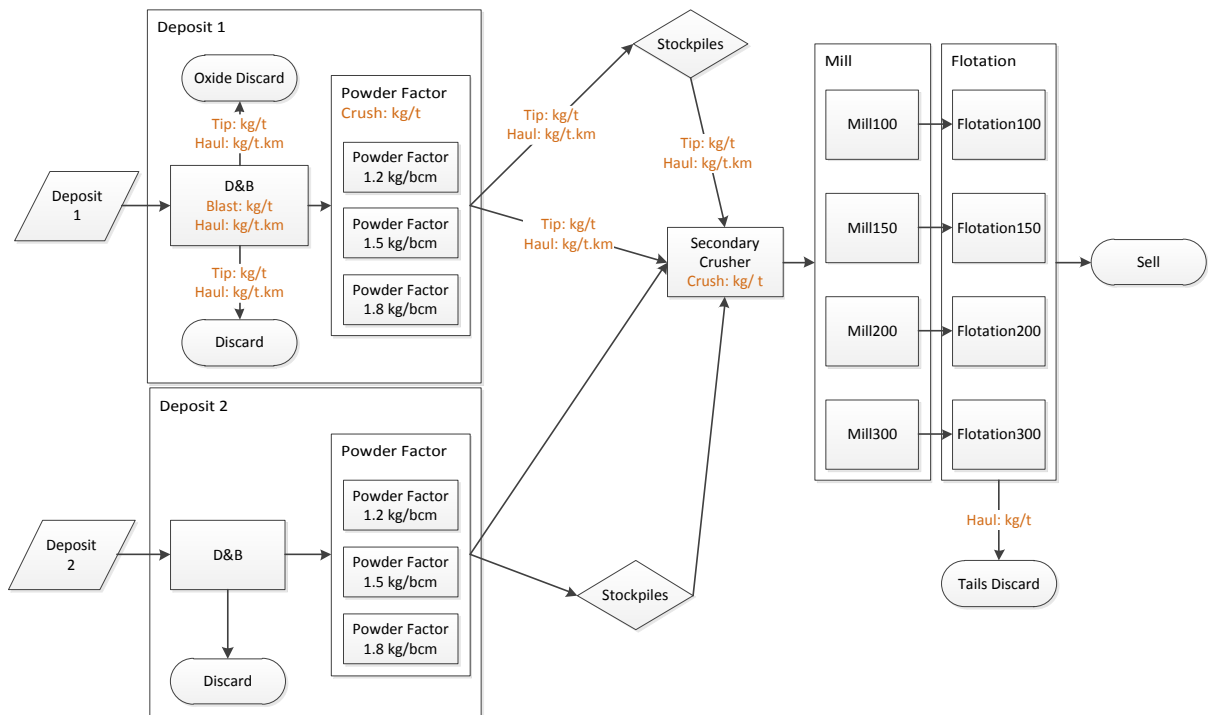 Deposit 1
Oxide Discard
Tip: kg/t
Haul: kg/t.km
Deposit
1
D&B
Blast: kg/t
Haul: kg/t.km
Tip: kg/t
Haul: kg/t.km
Discard
Powder Factor
Crush: kg/t
Powder Factor
1.2 kg/bcm
Powder Factor
1.5 kg/bcm
Powder Factor
1.8 kg/bcm
Tip: kg/t
Haul: kg/t.km
Stockpiles
Tip: kg/t
Haul: kg/t.km
Tip: kg/t
Haul: kg/t.km
Secondary
Crusher
Crush: kg/ t
Deposit 2
Deposit
2
D&B
Discard
Powder Factor
Powder Factor
1.2 kg/bcm
Powder Factor
1.5 kg/bcm
Powder Factor
1.8 kg/bcm
Stockpiles
Mill
Mill100
Mill150
Mill200
Mill300
Flotation
Flotation100
Flotation150
Flotation200
Flotation300
Sell
Haul: kg/t
Tails Discard